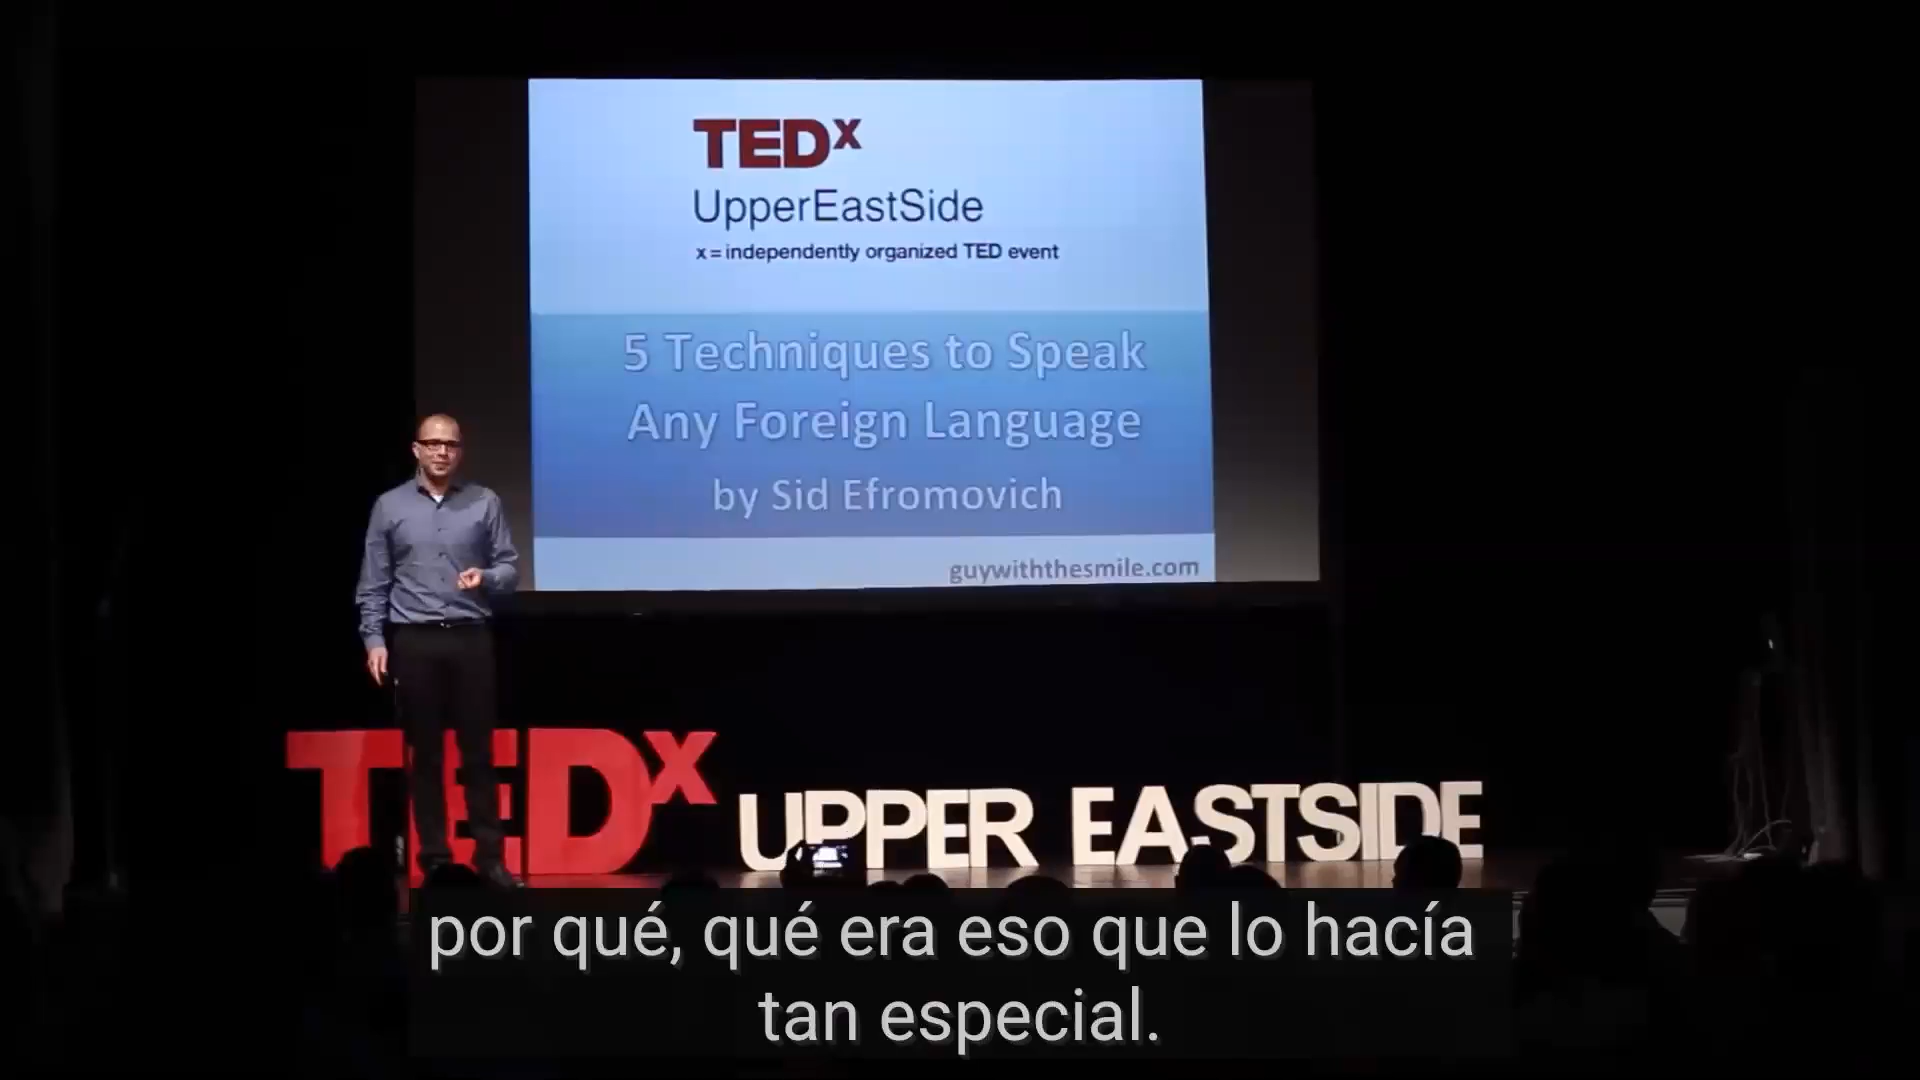 TEDx
UpperEastSide
x = independently organized TED event
5 Techniques to Speak
Any Foreign Language
by Sid Efromovich
guywiththesmile.com
TEDx UPPER EASTSIDE
por qué, qué era eso que lo hacía
tan especial.